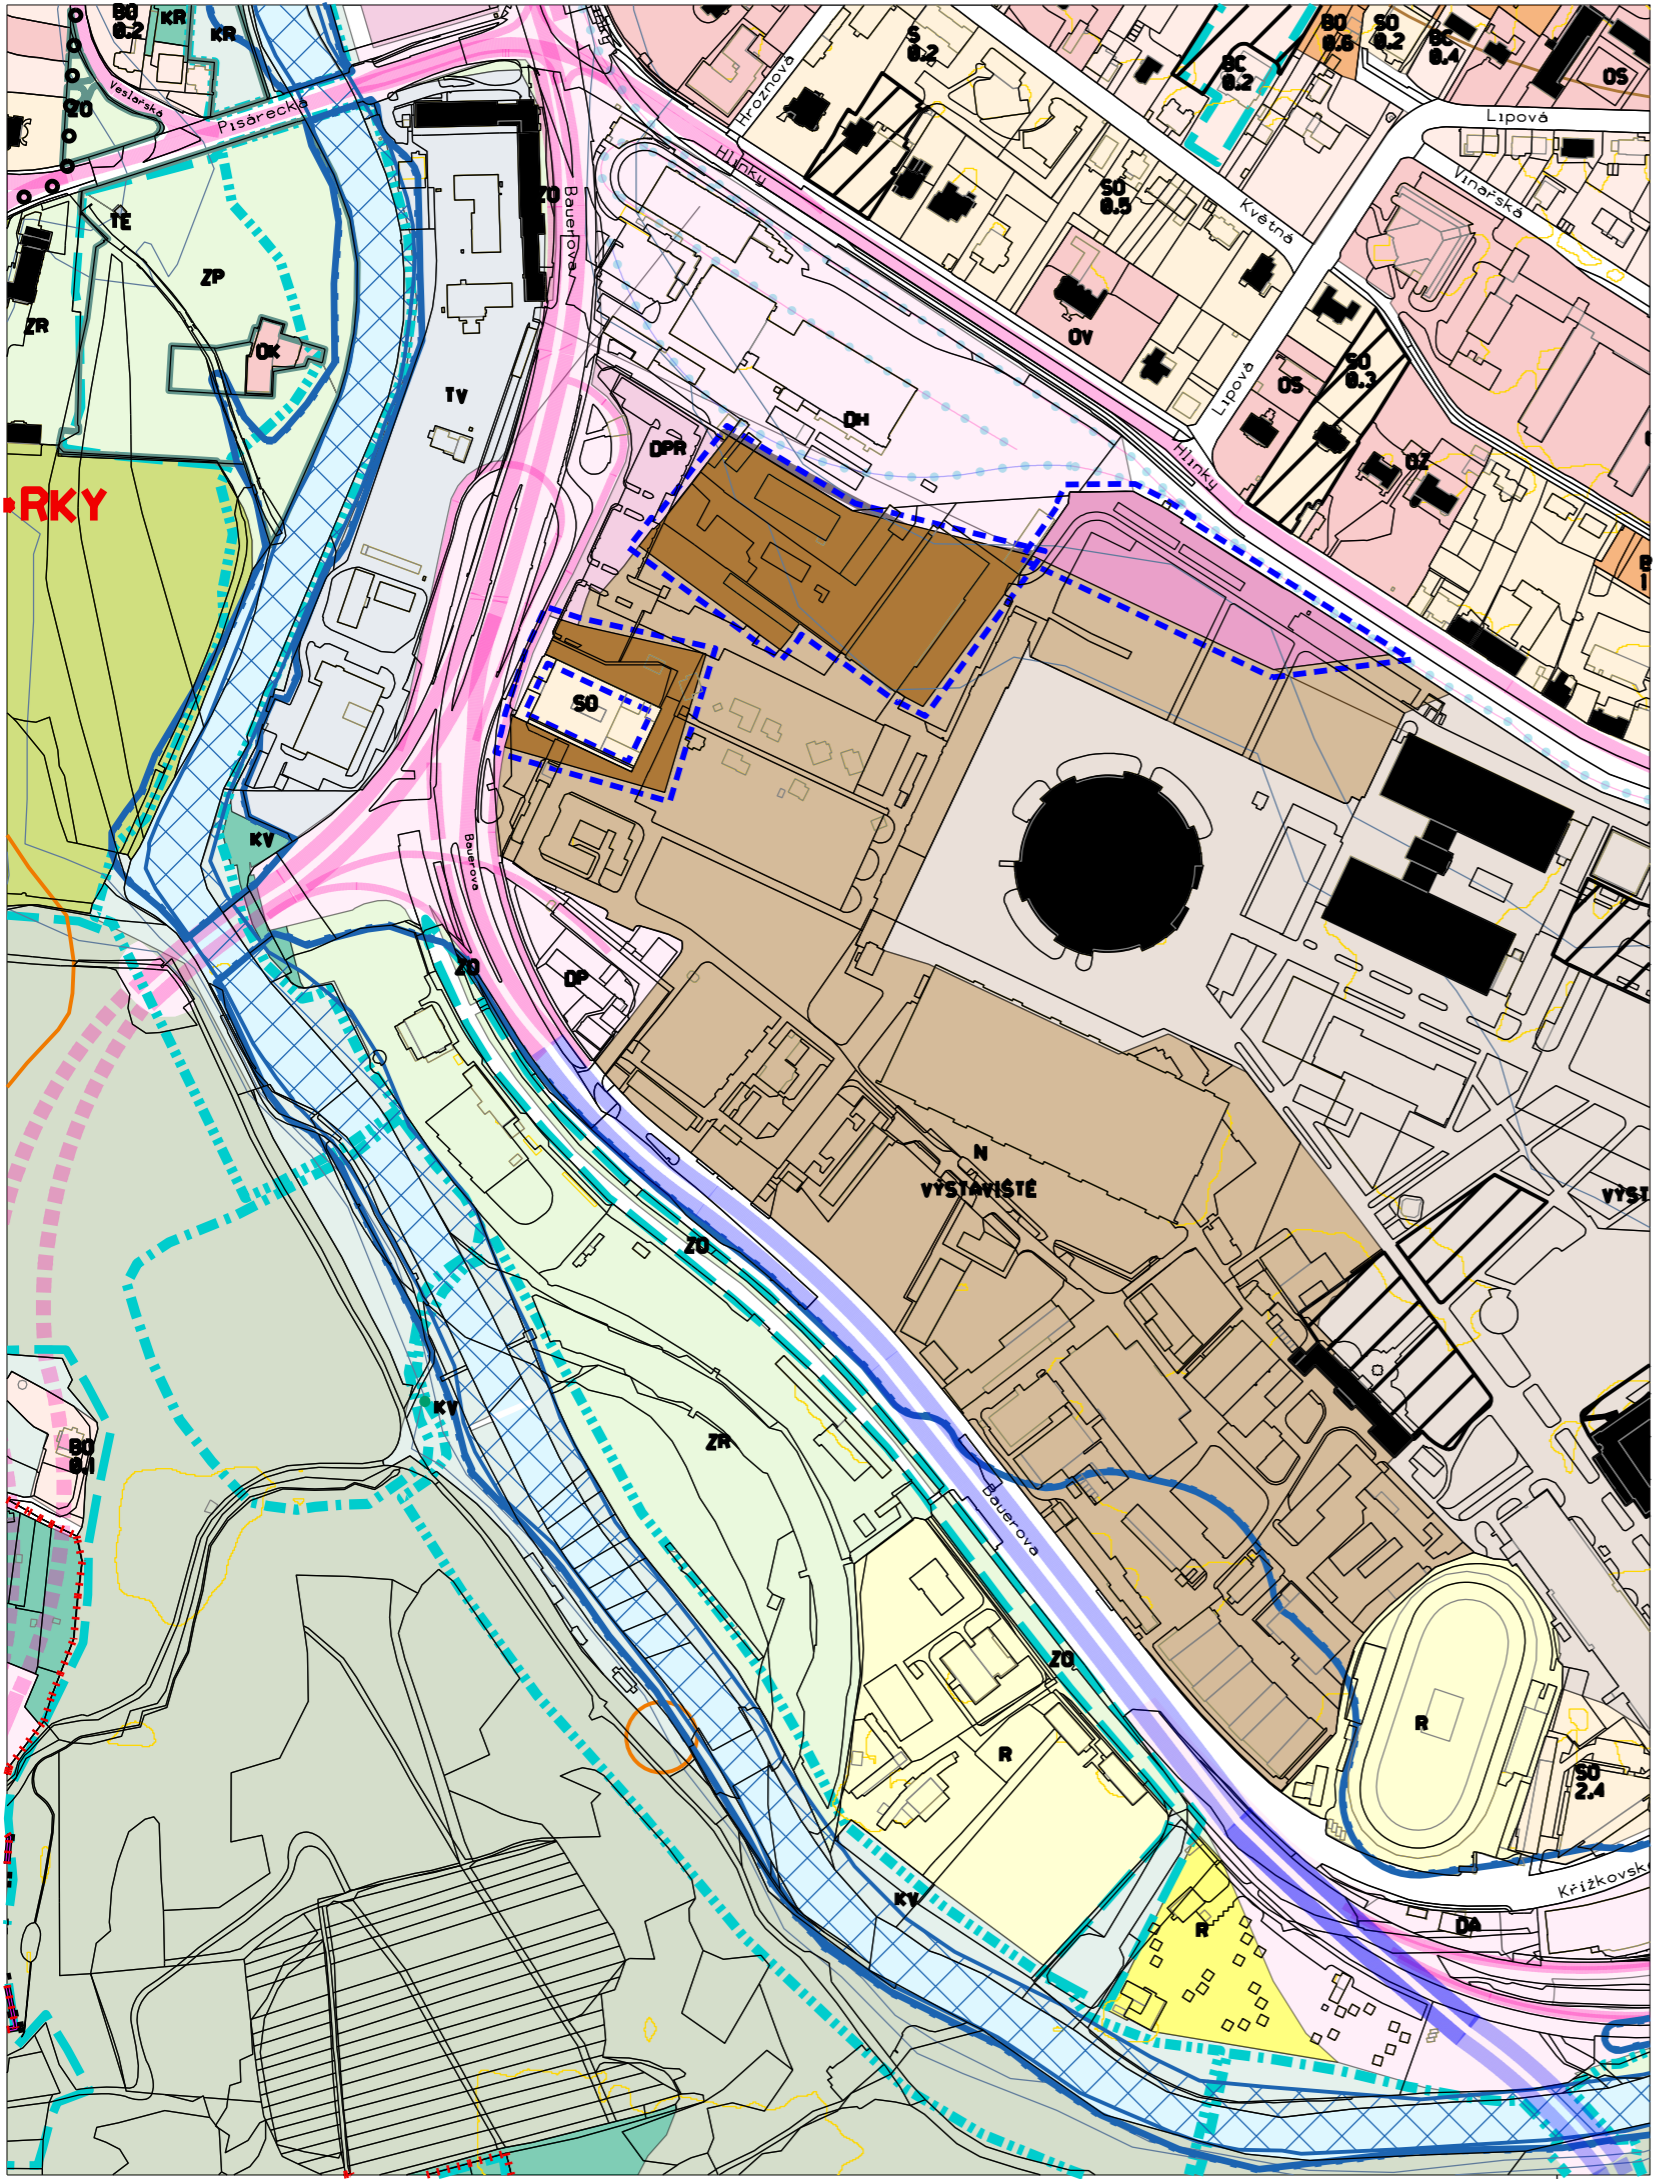 BO
0.2
KR
KR
S
0.2
BO
0.6
SO
0.2
BC
0.4
OS
BC
0.2
ZO
Veslařská
Pisárecká
Hroznová
Lipová
Hlinky
ZO
Bauerova
SO
0.5
Květná
Vinařská
TE
ZP
ZR
OK
OV
SO
0.3
OS
Lipová
TV
DH
DPR
Hlinky
OZ
RKY
SO
KV
Bauerova
ZO
DP
N
VÝSTAVIŠTĚ
VÝST
ZO
KV
ZR
BO
0.1
Bauerova
ZO
R
R
SO
2.4
KV
R
DA
Křížkovsk